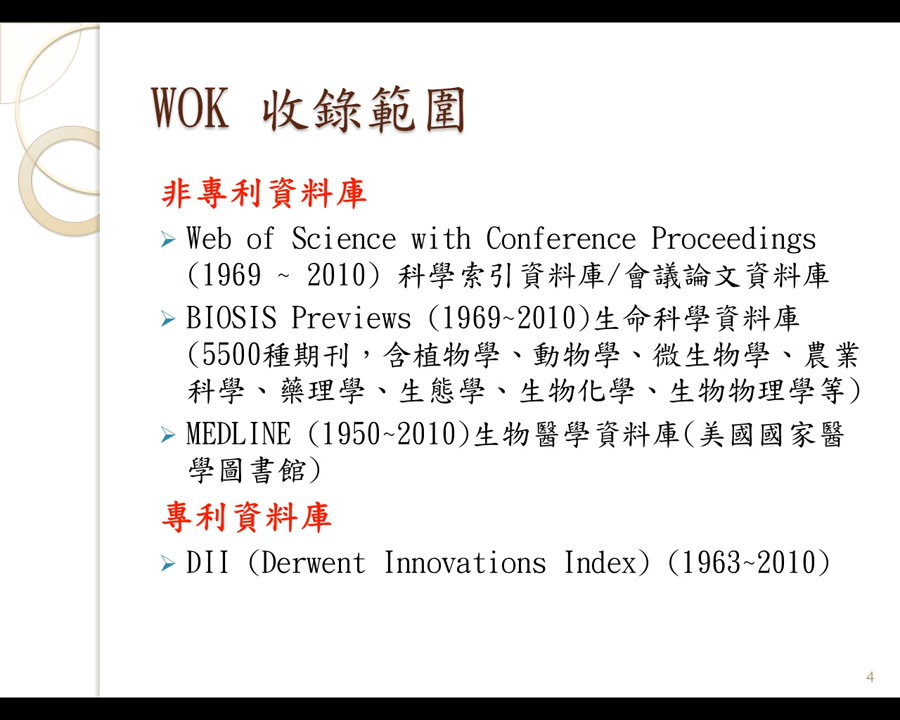 WOK 收錄範圍
非專利資料庫
➢ Web of Science with Conference Proceedings
(1969 ~ 2010) 科學索引資料庫/會議論文資料庫
➢ BIOSIS Previews (1969~2010)生命科學資料庫
(5500種期刊，含植物學、動物學、微生物學、農業
科學、藥理學、生態學、生物化學、生物物理學等)
➢ MEDLINE (1950~2010)生物醫學資料庫(美國國家醫
學圖書館)
專利資料庫
➢ DII (Derwent Innovations Index) (1963~2010)
4